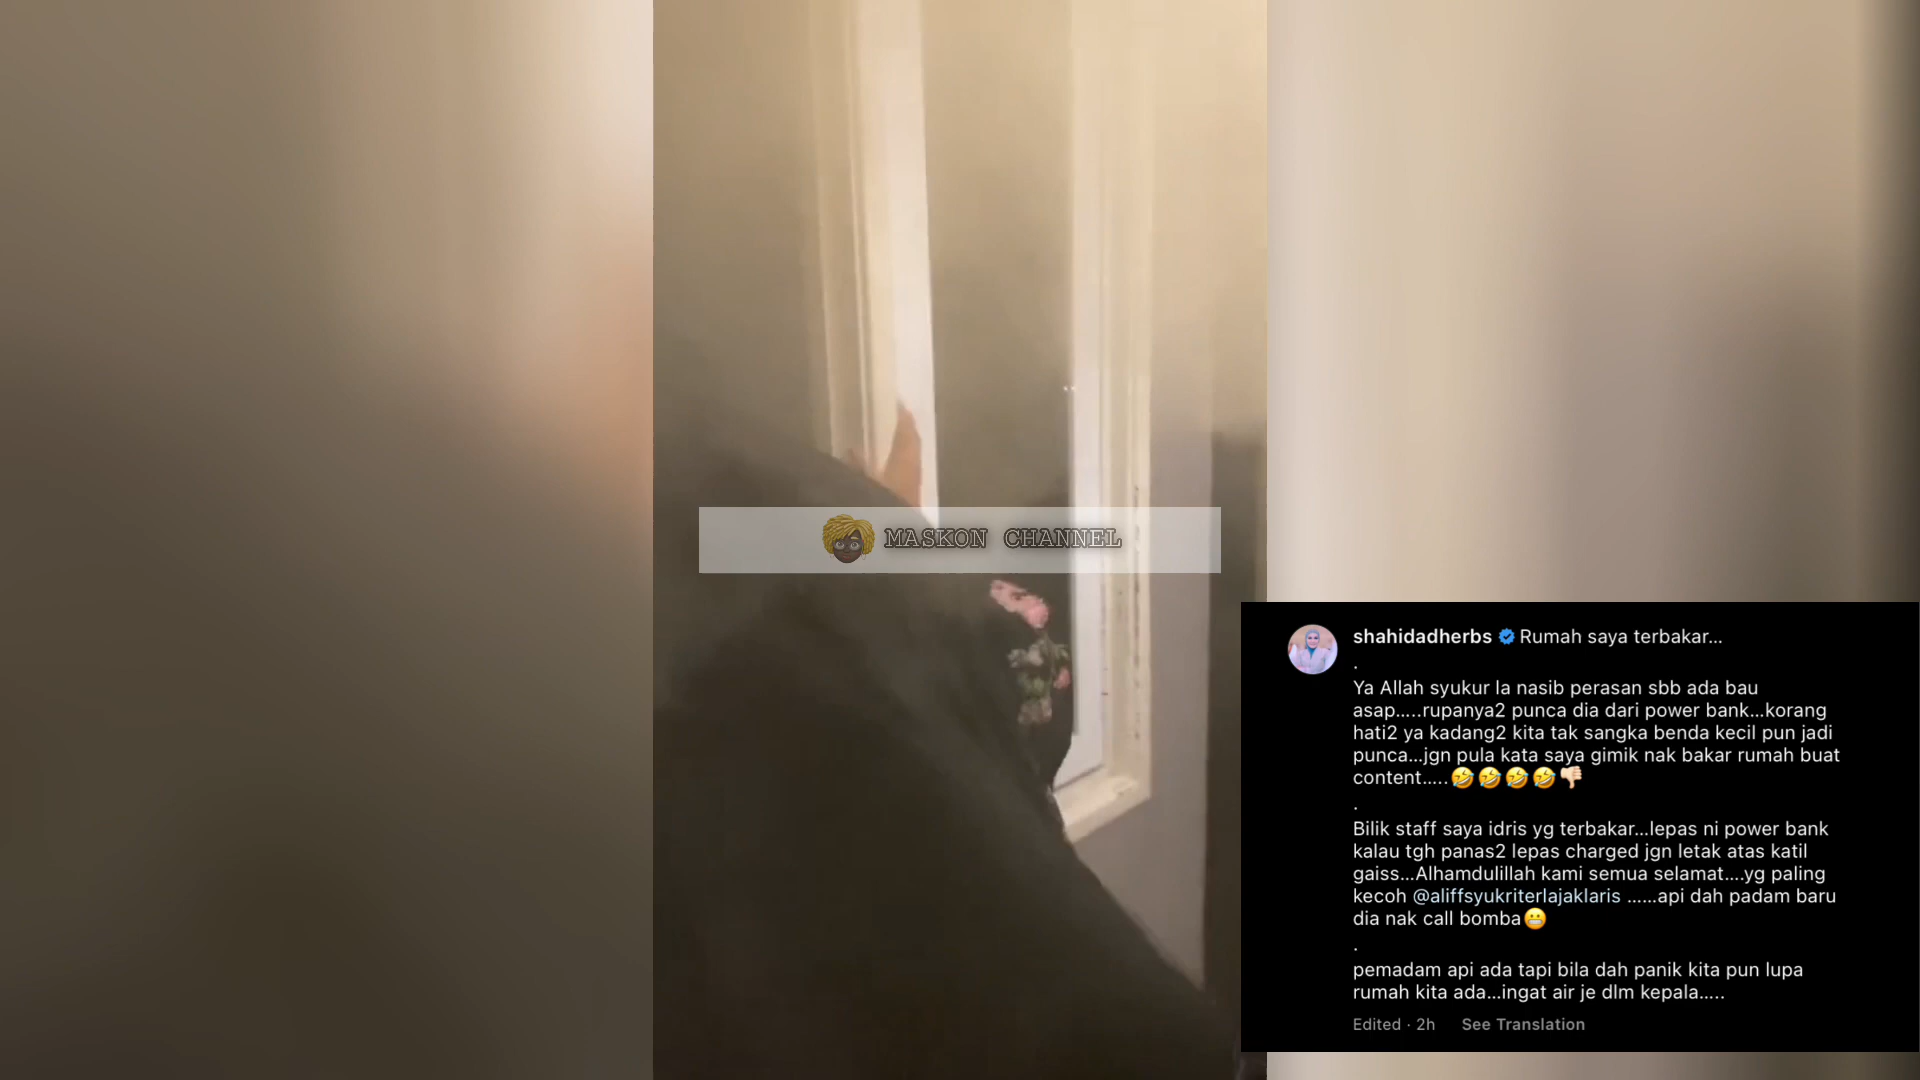 MASKON CHANNEL
shahidadherbs Rumah saya terbakar...
.
Ya Allah syukur la nasib perasan sbb ada bau
asap.....rupanya2 punca dia dari power bank...korang
hati2 ya kadang2 kita tak sangka benda kecil pun jadi
punca...jgn pula kata saya gimik nak bakar rumah buat
content.....🤣🤣🤣🤣👎🏻
.
Bilik staff saya idris yg terbakar...lepas ni power bank
kalau tgh panas2 lepas charged jgn letak atas katil
gaiss...Alhamdulillah kami semua selamat....yg paling
kecoh @aliffsyukriterlajaklaris ......api dah padam baru
dia nak call bomba😬
.
pemadam api ada tapi bila dah panik kita pun lupa
rumah kita ada...ingat air je dlm kepala.....
Edited · 2h See Translation